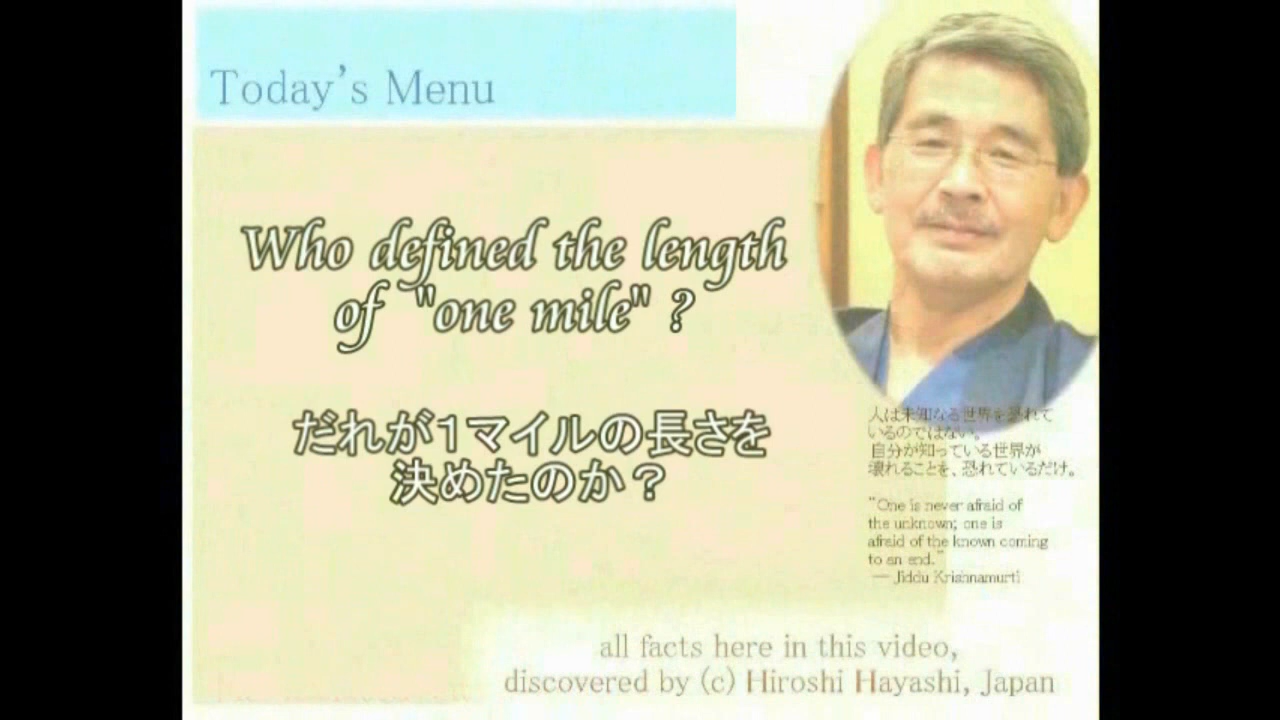 Today's Menu
Who defined the length
of "one mile" ?
だれが１マイルの長さを
決めたのか？
人は未知なる世界を恐れて
いるのではない。
自分が知っている世界が
壊れることを、恐れているだけ。
"One is never afraid of
the unknown; one is
afraid of the known coming
to an end."
— Jiddu Krishnamurti
all facts here in this video,
discovered by (c) Hiroshi Hayashi, Japan